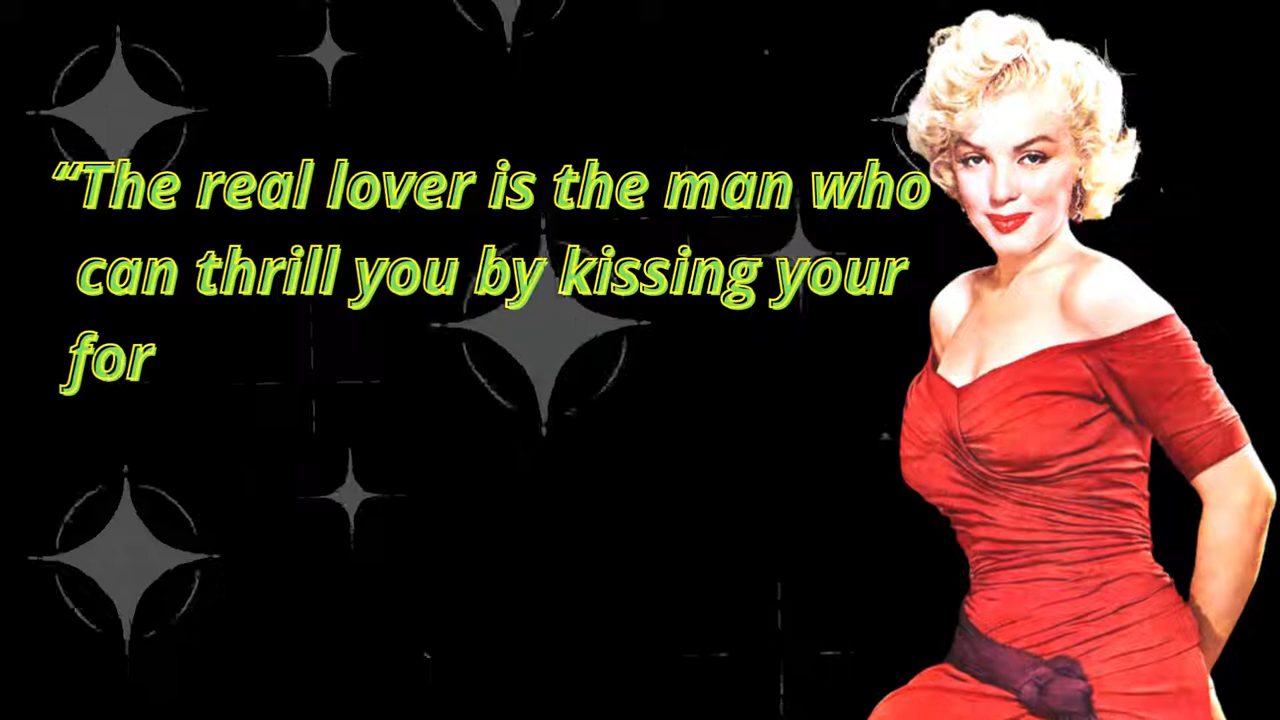 “The real lover is the man who
can thrill you by kissing your
for